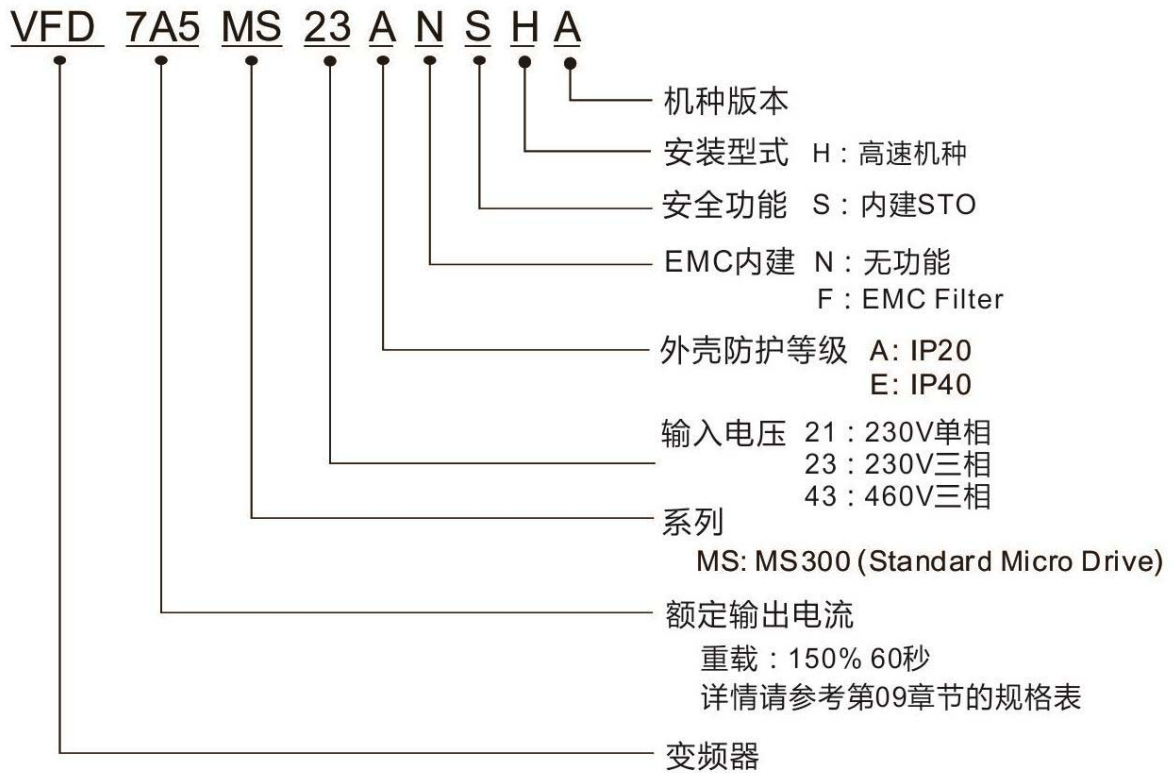 VFD 7A5 MS 23 A N S H A
机种版本
安装型式 H：高速机种
安全功能 S：内建STO
EMC内建 N：无功能
F：EMC Filter
外壳防护等级 A: IP20
E: IP40
输入电压 21：230V单相
23：230V三相
43：460V三相
系列
MS: MS300 (Standard Micro Drive)
额定输出电流
重载：150% 60秒
详情请参考第09章节的规格表
变频器